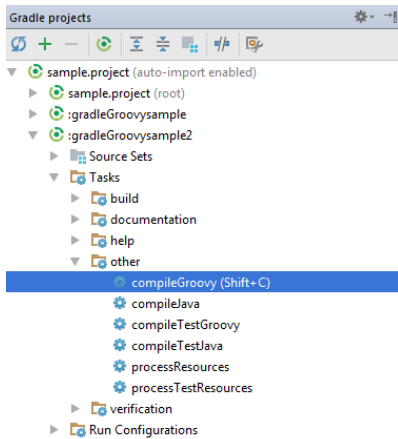 Gradle projects
sample.project (auto-import enabled)
sample.project (root)
:gradleGroovysample
:gradleGroovysample2
Source Sets
Tasks
build
documentation
help
other
compileGroovy (Shift+C)
compileJava
compileTestGroovy
compileTestJava
processResources
processTestResources
verification
Run Configurations